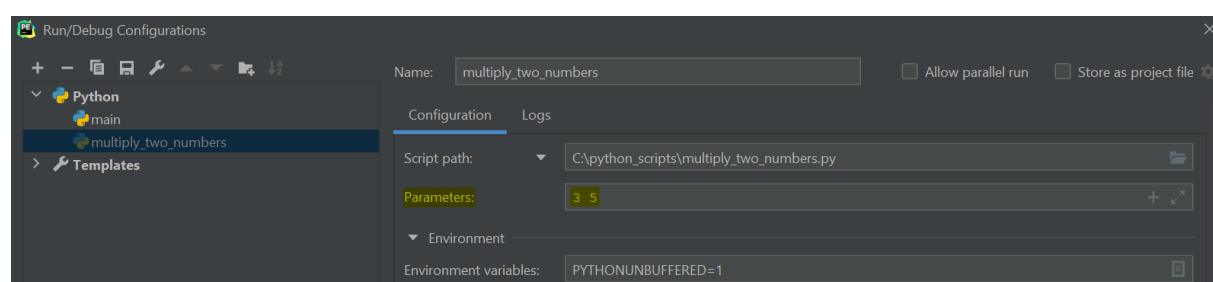 PE Run/Debug Configurations
Name: multiply_two_numbers Allow parallel run Store as project file
Python
main
multiply_two_numbers
Templates
Configuration Logs
Script path: C:\python_scripts\multiply_two_numbers.py
Parameters: 3 5
Environment
Environment variables: PYTHONUNBUFFERED=1